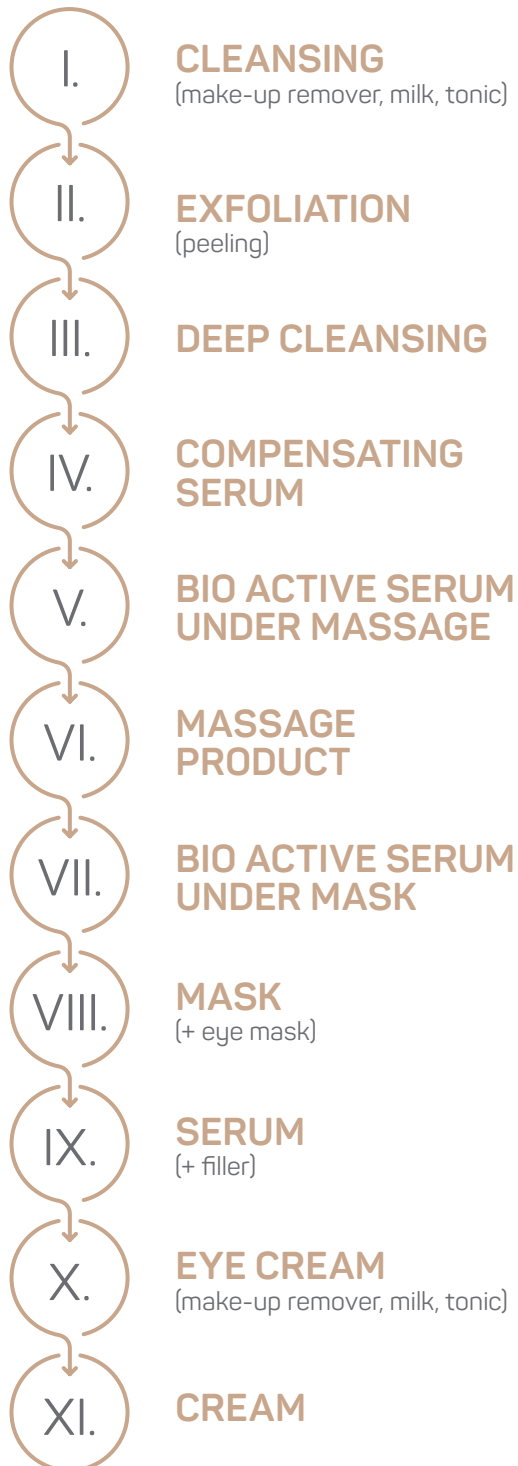 I.
CLEANSING
(make-up remover, milk, tonic)
II.
EXFOLIATION
(peeling)
III.
DEEP CLEANSING
IV.
COMPENSATING
SERUM
V.
BIO ACTIVE SERUM
UNDER MASSAGE
VI.
MASSAGE
PRODUCT
VII.
BIO ACTIVE SERUM
UNDER MASK
VIII.
MASK
(+ eye mask)
IX.
SERUM
(+ filler)
X.
EYE CREAM
(make-up remover, milk, tonic)
XI.
CREAM